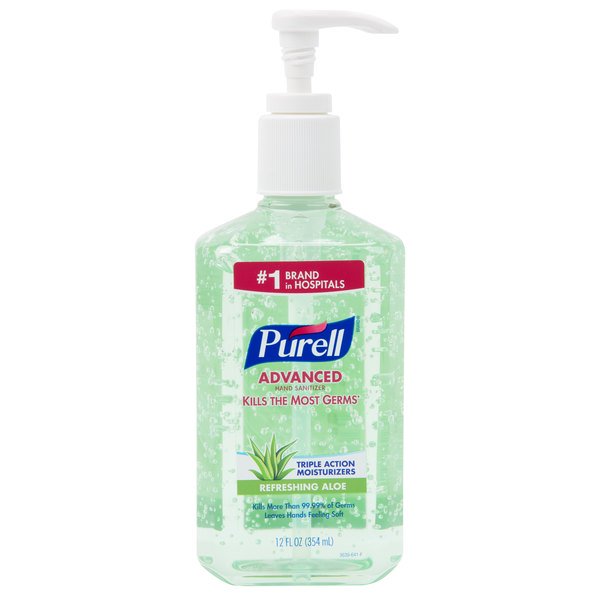 #1 BRAND
in HOSPITALS
Purell
ADVANCED
HAND SANITIZER
KILLS THE MOST GERMS*
TRIPLE ACTION
MOISTURIZERS
REFRESHING ALOE
Kills More Than 99.99% of Germs
Leaves Hands Feeling Soft
12 FL OZ (354 mL)